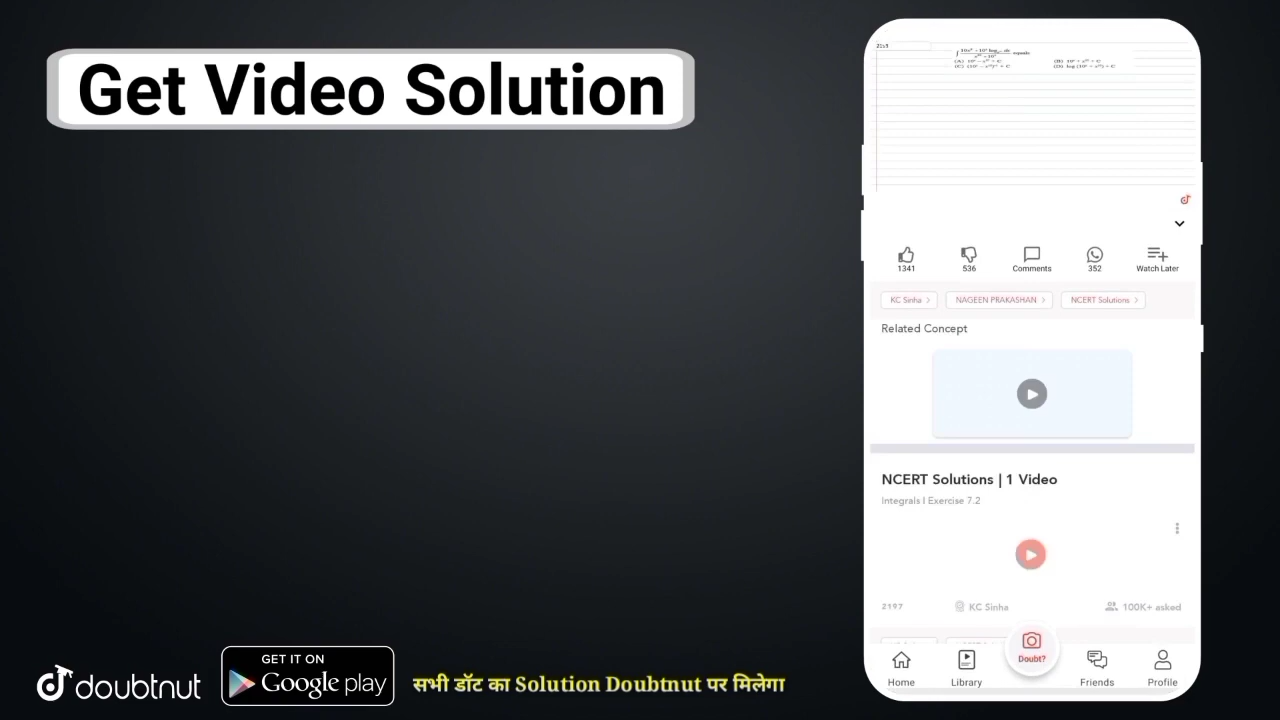 Get Video Solution
equals
1341
536
Comments
352
Watch Later
KC Sinha
NAGEEN PRAKASHAN
NCERT Solutions
Related Concept
NCERT Solutions | 1 Video
Integrals I Exercise 7.2
2197
KC Sinha
100K+ asked
Doubt?
Home
Library
Friends
Profile
doubtnut
GET IT ON
Google play
सभी डॉट का Solution Doubtnut पर मिलेगा